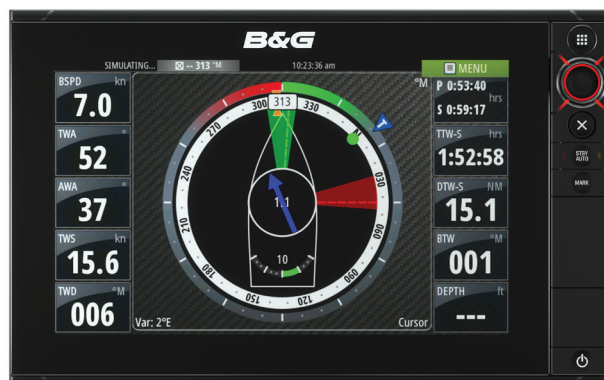 B&G
SIMULATING... -- 313 °M 10:23:36 am MENU
BSPD kn
7.0
TWA °
52
AWA °
37
TWS kn
15.6
TWD °M
006
°M
313
300 330
270 N
240 030
210 060
180 090
150 120
1.1
10
Var: 2°E Cursor
P 0:53:40
hrs
S 0:59:17
TTW-S hrs
1:52:58
DTW-S NM
15.1
BTW °M
001
DEPTH ft
---
T
STBY
AUTO
MARK